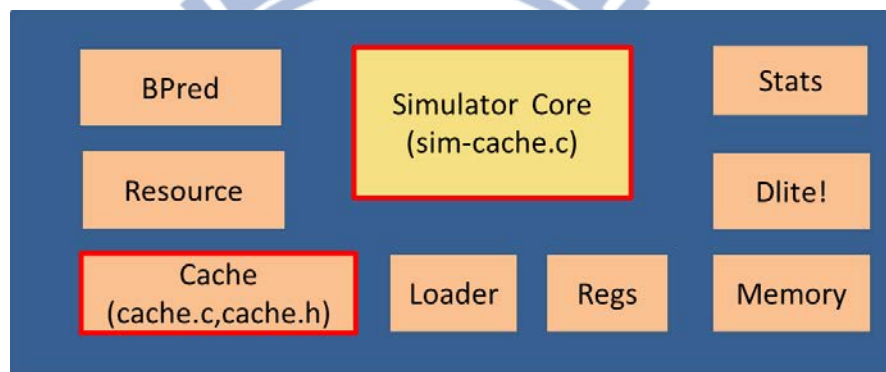 BPred
Simulator Core
(sim-cache.c)
Stats
Resource
Dlite!
Cache
(cache.c,cache.h)
Loader
Regs
Memory